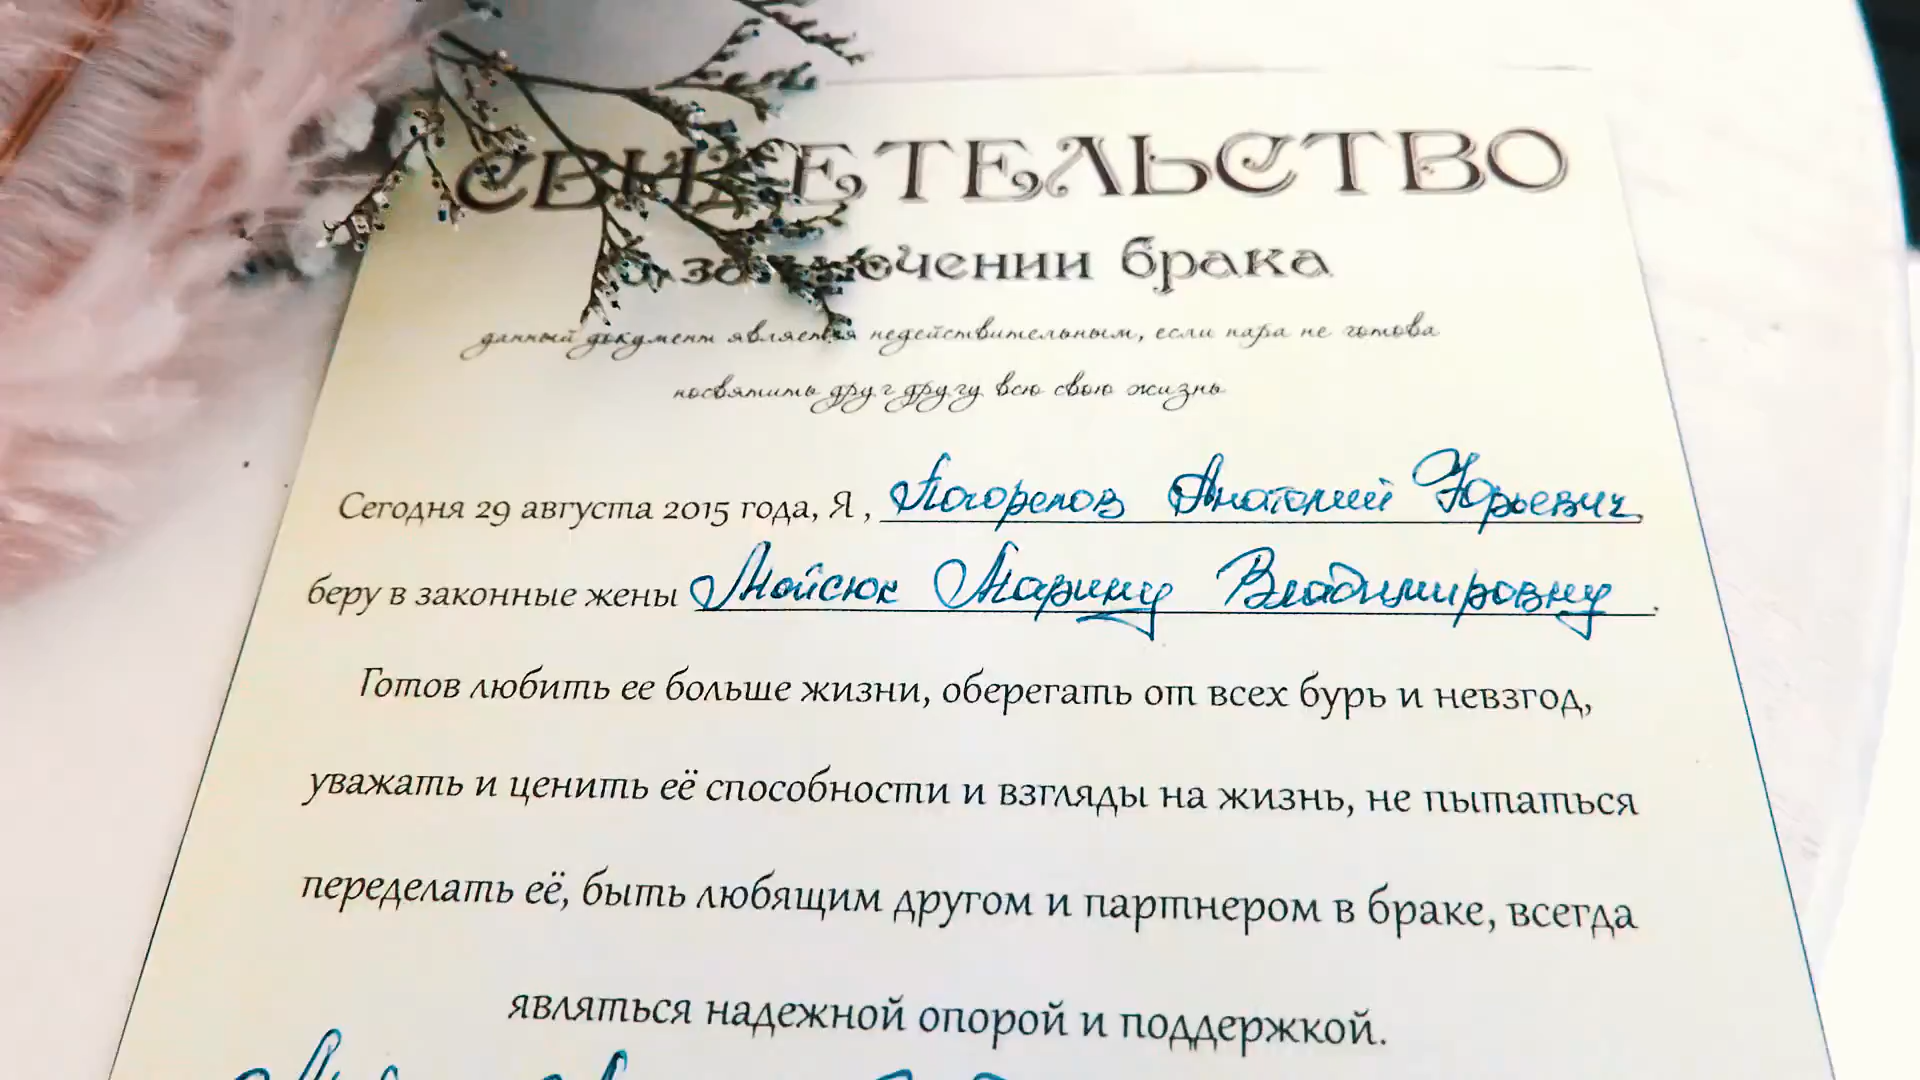 СВИДЕТЕЛЬСТВО
о заключении брака
данный документ является недействительным, если пара не готова
посвятить друг другу всю свою жизнь
Сегодня 29 августа 2015 года, Я , Погорелов Анатолий Юрьевич
беру в законные жены Мойсюк Марину Владимировну.
Готов любить ее больше жизни, оберегать от всех бурь и невзгод,
уважать и ценить её способности и взгляды на жизнь, не пытаться
переделать её, быть любящим другом и партнером в браке, всегда
являться надежной опорой и поддержкой.